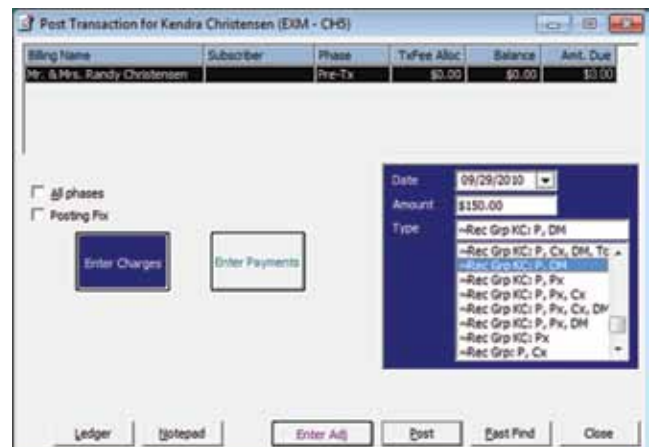 Post Transaction for Kendra Christensen (EXM - CH5)
Billing Name Subscriber Phase TxFee Alloc Balance Amt. Due
Mr. & Mrs. Randy Christensen Pre-Tx $0.00 $0.00 $0.00
All phases
Posting Fix
Enter Charges
Enter Payments
Date 09/29/2010
Amount $150.00
Type ~Rec Grp KC: P, DM
~Rec Grp KC: P, Cx, DM, Tc
~Rec Grp KC: P, DM
~Rec Grp KC: P, Px
~Rec Grp KC: P, Px, Cx
~Rec Grp KC: P, Px, Cx, DM
~Rec Grp KC: P, Px, DM
~Rec Grp KC: Px
~Rec Grp: P, Cx
Ledger Notepad Enter Adj Post Fast Find Close